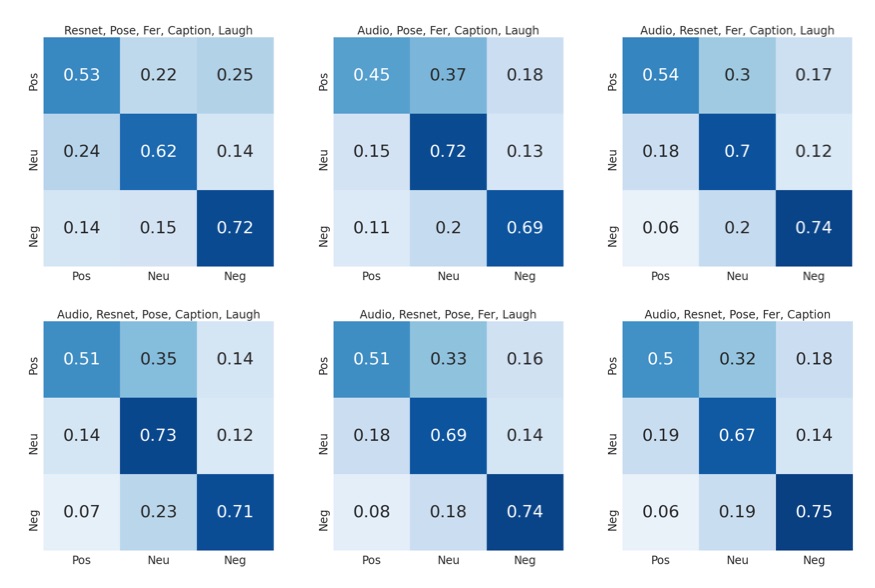 Resnet, Pose, Fer, Caption, Laugh
Pos 0.53 0.22 0.25
Neu 0.24 0.62 0.14
Neg 0.14 0.15 0.72
Pos Neu Neg
Audio, Pose, Fer, Caption, Laugh
Pos 0.45 0.37 0.18
Neu 0.15 0.72 0.13
Neg 0.11 0.2 0.69
Pos Neu Neg
Audio, Resnet, Fer, Caption, Laugh
Pos 0.54 0.3 0.17
Neu 0.18 0.7 0.12
Neg 0.06 0.2 0.74
Pos Neu Neg
Audio, Resnet, Pose, Caption, Laugh
Pos 0.51 0.35 0.14
Neu 0.14 0.73 0.12
Neg 0.07 0.23 0.71
Pos Neu Neg
Audio, Resnet, Pose, Fer, Laugh
Pos 0.51 0.33 0.16
Neu 0.18 0.69 0.14
Neg 0.08 0.18 0.74
Pos Neu Neg
Audio, Resnet, Pose, Fer, Caption
Pos 0.5 0.32 0.18
Neu 0.19 0.67 0.14
Neg 0.06 0.19 0.75
Pos Neu Neg